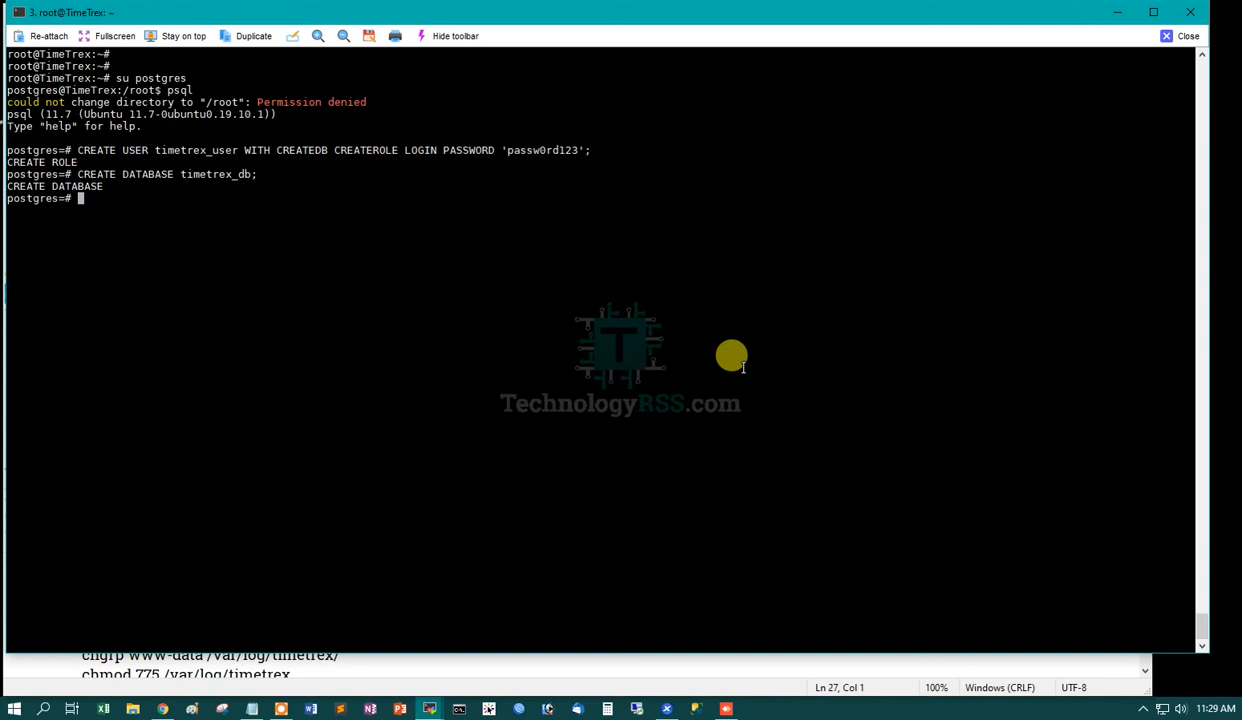 3. root@TimeTrex: ~
Re-attach Fullscreen Stay on top Duplicate Hide toolbar Close
root@TimeTrex:~#
root@TimeTrex:~#
root@TimeTrex:~# su postgres
postgres@TimeTrex:/root$ psql
could not change directory to "/root": Permission denied
psql (11.7 (Ubuntu 11.7-0ubuntu0.19.10.1))
Type "help" for help.
postgres=# CREATE USER timetrex_user WITH CREATEDB CREATEROLE LOGIN PASSWORD 'passw0rd123';
CREATE ROLE
postgres=# CREATE DATABASE timetrex_db;
CREATE DATABASE
postgres=#
T
TechnologyRSS.com
chgrp www-data /var/log/timetrex/
chmod 775 /var/log/timetrex
Ln 27, Col 1 100% Windows (CRLF) UTF-8
11:29 AM